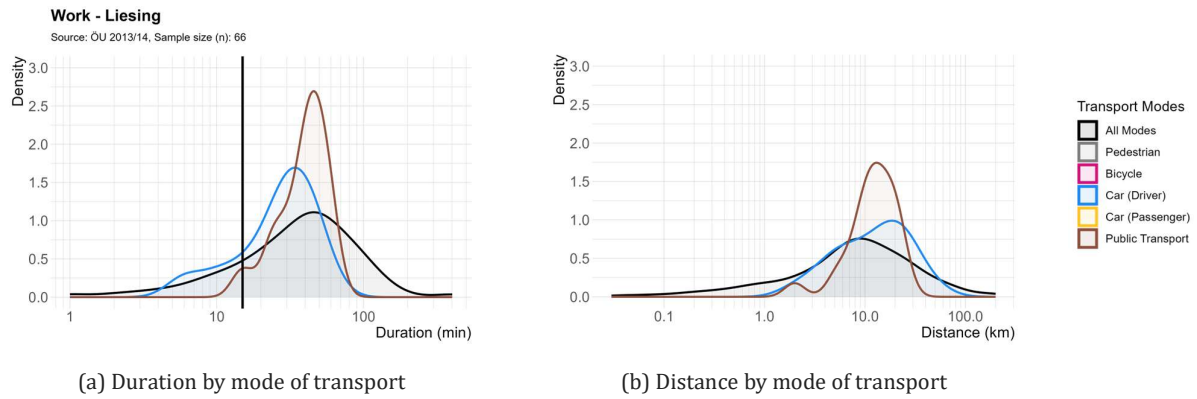 Work - Liesing
Source: ÖU 2013/14, Sample size (n): 66
Density
3.0
2.5
2.0
1.5
1.0
0.5
0.0
1
10
100
Duration (min)
(a) Duration by mode of transport
Density
3.0
2.5
2.0
1.5
1.0
0.5
0.0
0.1
1.0
10.0
100.0
Distance (km)
(b) Distance by mode of transport
Transport Modes
All Modes
Pedestrian
Bicycle
Car (Driver)
Car (Passenger)
Public Transport